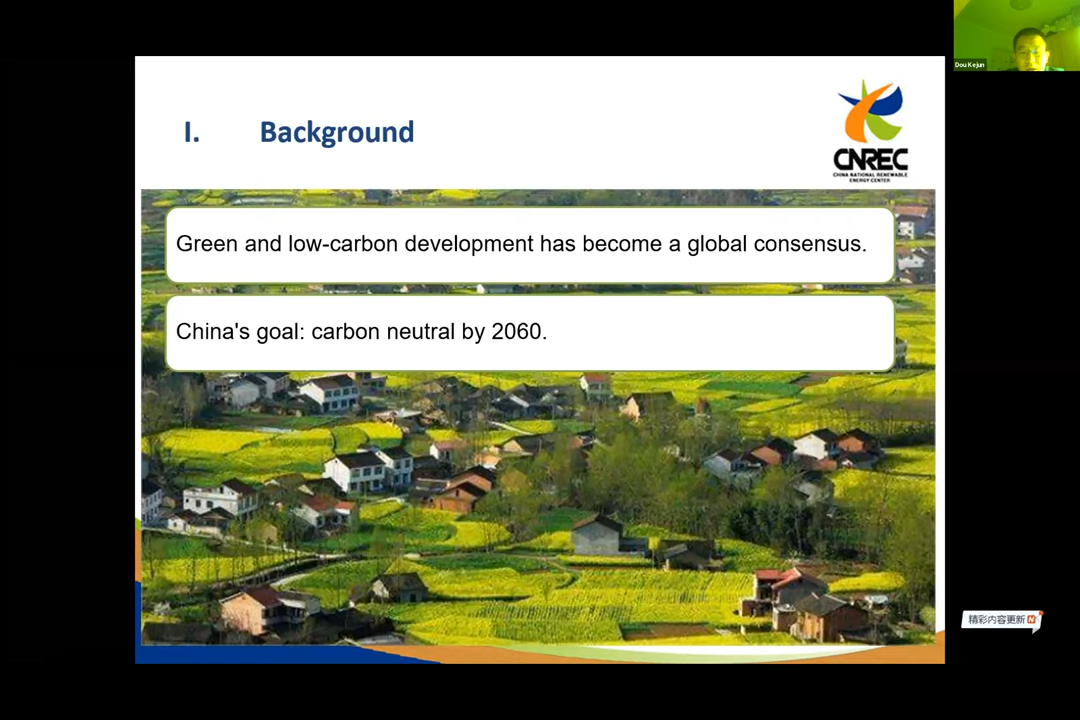 Dou Kejun
I. Background
CNREC
CHINA NATIONAL RENEWABLE
ENERGY CENTER
Green and low-carbon development has become a global consensus.
China's goal: carbon neutral by 2060.
精彩内容更新 N